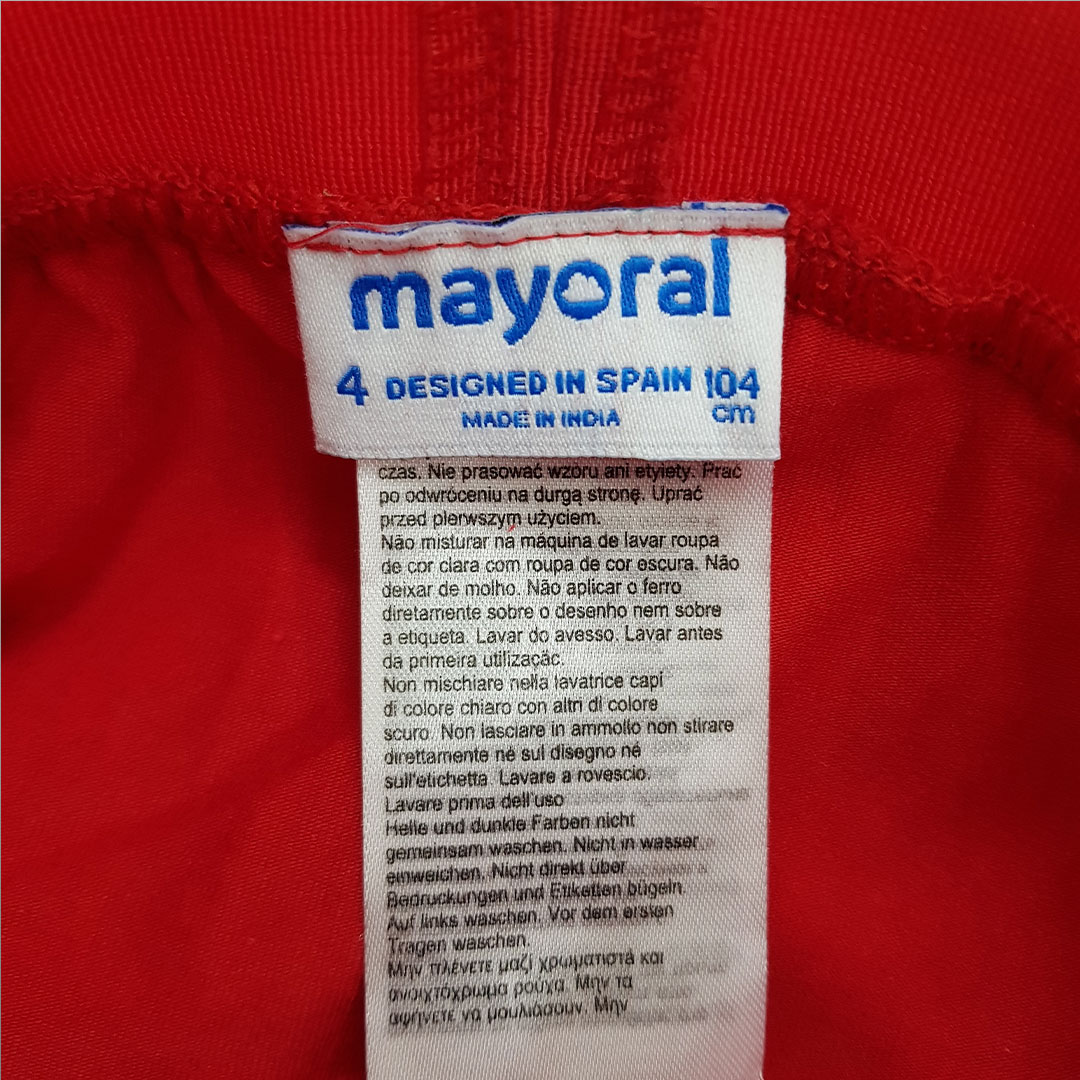 mayoral
4 DESIGNED IN SPAIN 104
MADE IN INDIA cm
czas. Nie prasować wzoru ani etyiety. Prać
po odwróceniu na durgą stronę. Uprać
przed pierwszym użyciem.
Não misturar na máquina de lavar roupa
de cor clara com roupa de cor escura. Não
deixar de molho. Não aplicar o ferro
diretamente sobre o desenho nem sobre
a etiqueta. Lavar do avesso. Lavar antes
da primeira utilização.
Non mischiare nella lavatrice capi
di colore chiaro con altri di colore
scuro. Non lasciare in ammollo non stirare
direttamente né sul disegno né
sull'etichetta. Lavare a rovescio.
Lavare prima dell'uso
Helle und dunkle Farben nicht
gemeinsam waschen. Nicht in wasser
einweichen. Nicht direkt über
Bedruckungen und Etiketten bügeln.
Auf links waschen. Vor dem ersten
Tragen waschen.
Μην πλένετε μαζί χρωματιστά και
ανοιχτόχρωμα ρούχα. Μην τα
αφήνετε να μουλιάσουν. Μην